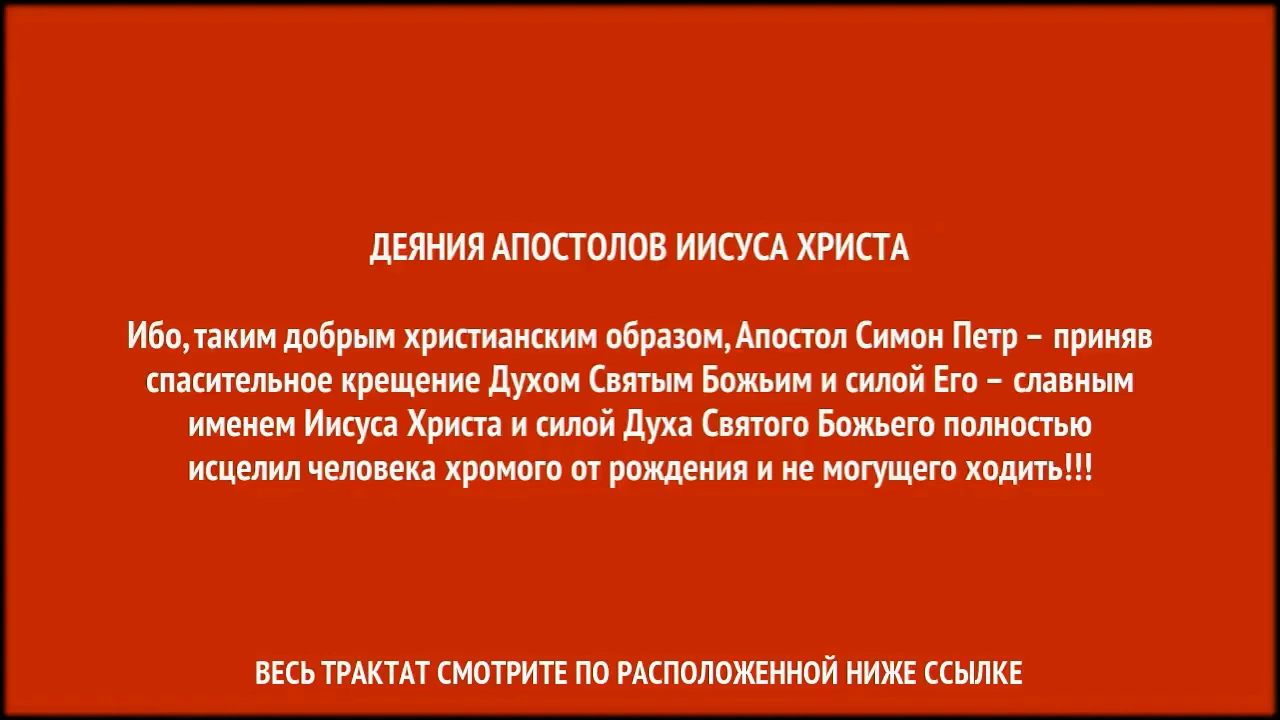 ДЕЯНИЯ АПОСТОЛОВ ИИСУСА ХРИСТА
Ибо, таким добрым христианским образом, Апостол Симон Петр – приняв
спасительное крещение Духом Святым Божьим и силой Его – славным
именем Иисуса Христа и силой Духа Святого Божьего полностью
исцелил человека хромого от рождения и не могущего ходить!!!
ВЕСЬ ТРАКТАТ СМОТРИТЕ ПО РАСПОЛОЖЕННОЙ НИЖЕ ССЫЛКЕ